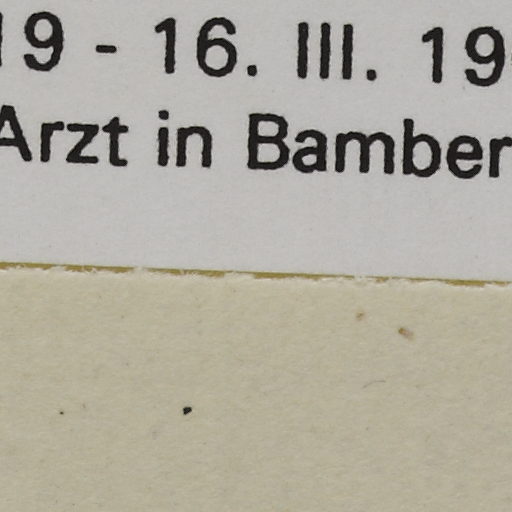 19 - 16. III. 19
Arzt in Bamber